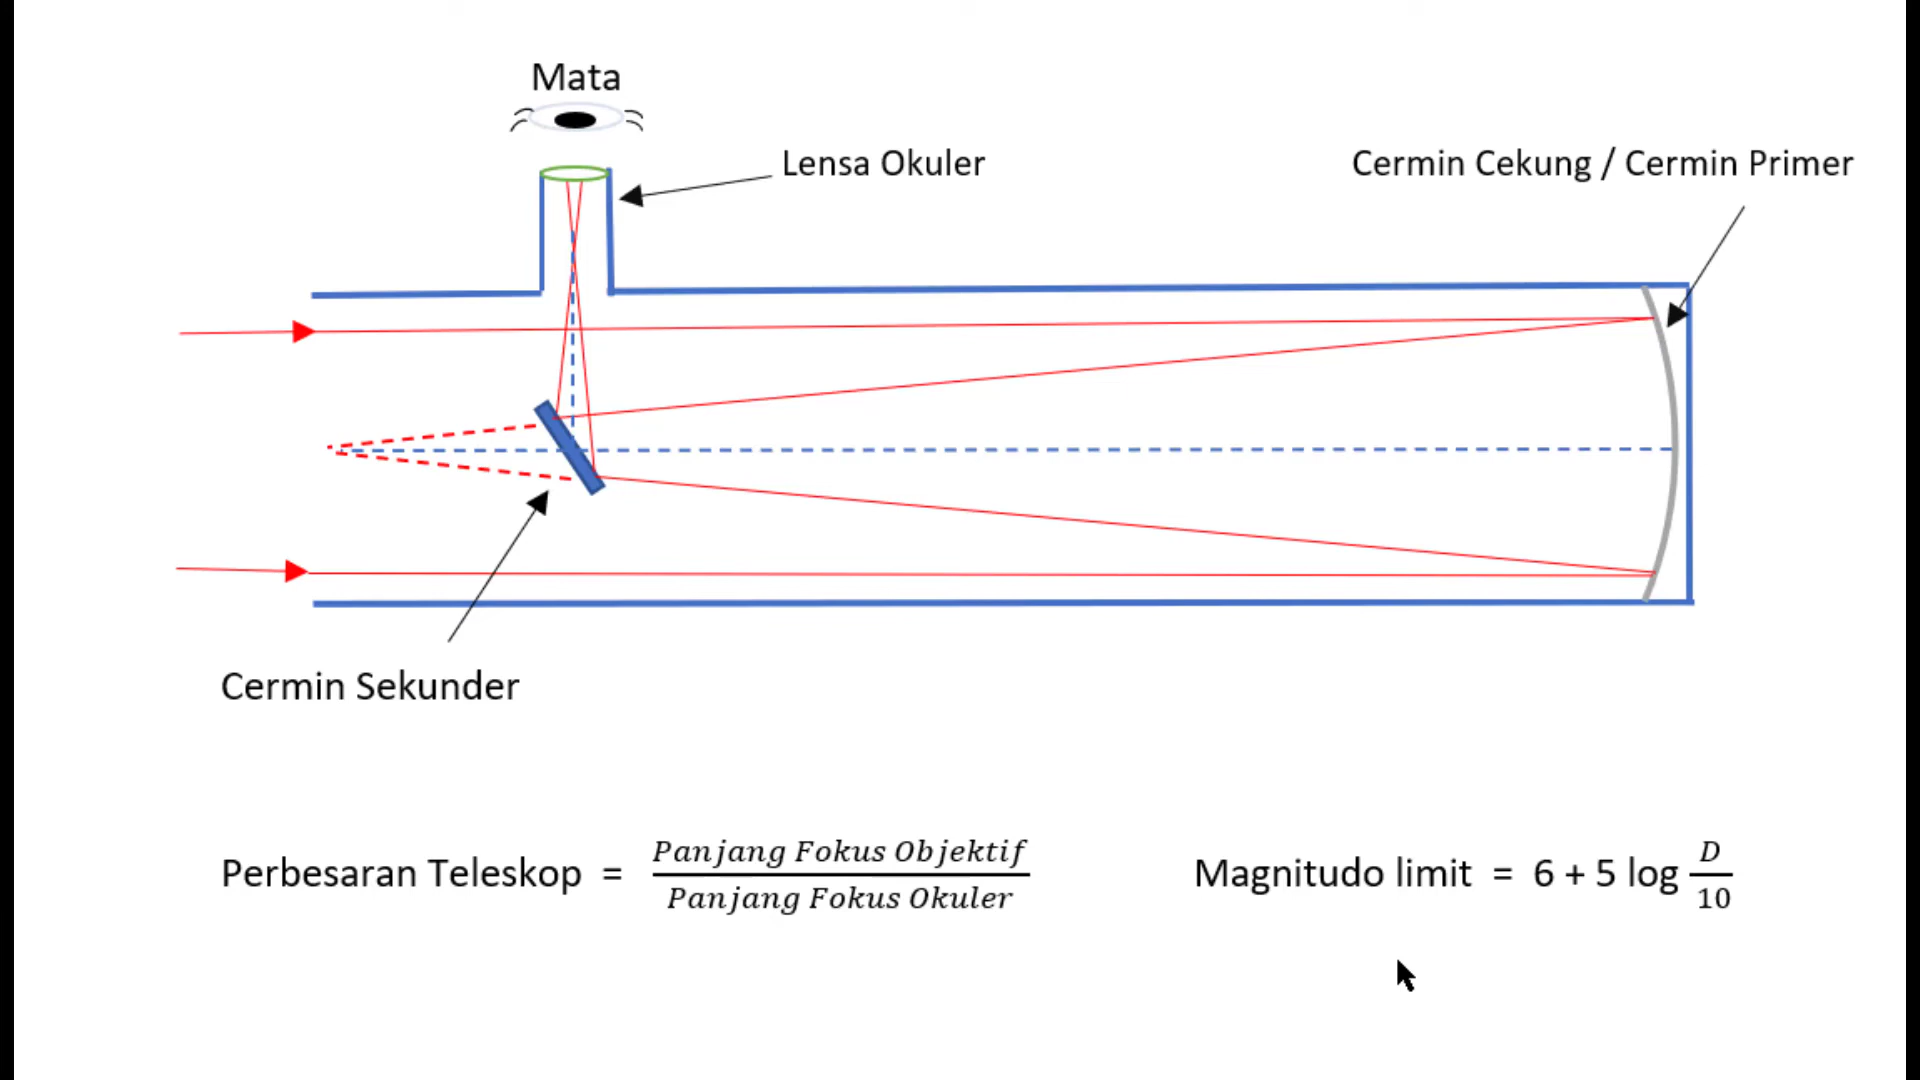 Mata
Lensa Okuler
Cermin Cekung / Cermin Primer
Cermin Sekunder
Perbesaran Teleskop = Panjang Fokus Objektif / Panjang Fokus Okuler
Magnitudo limit = 6 + 5 log D/10